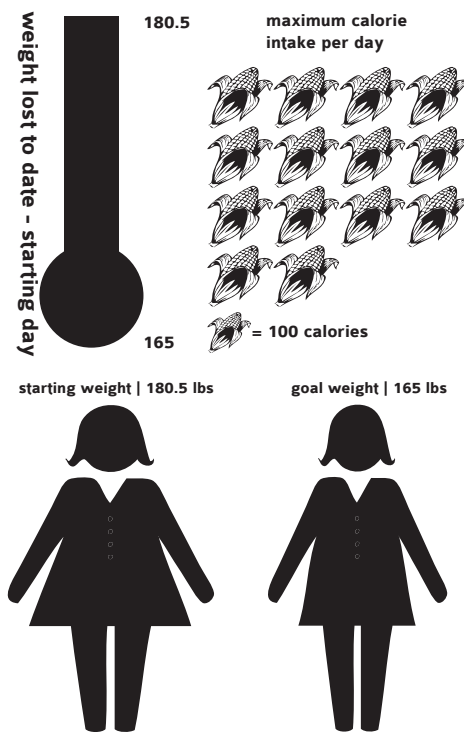 weight lost to date - starting day
180.5
165
maximum calorie
intake per day
= 100 calories
starting weight | 180.5 lbs
goal weight | 165 lbs